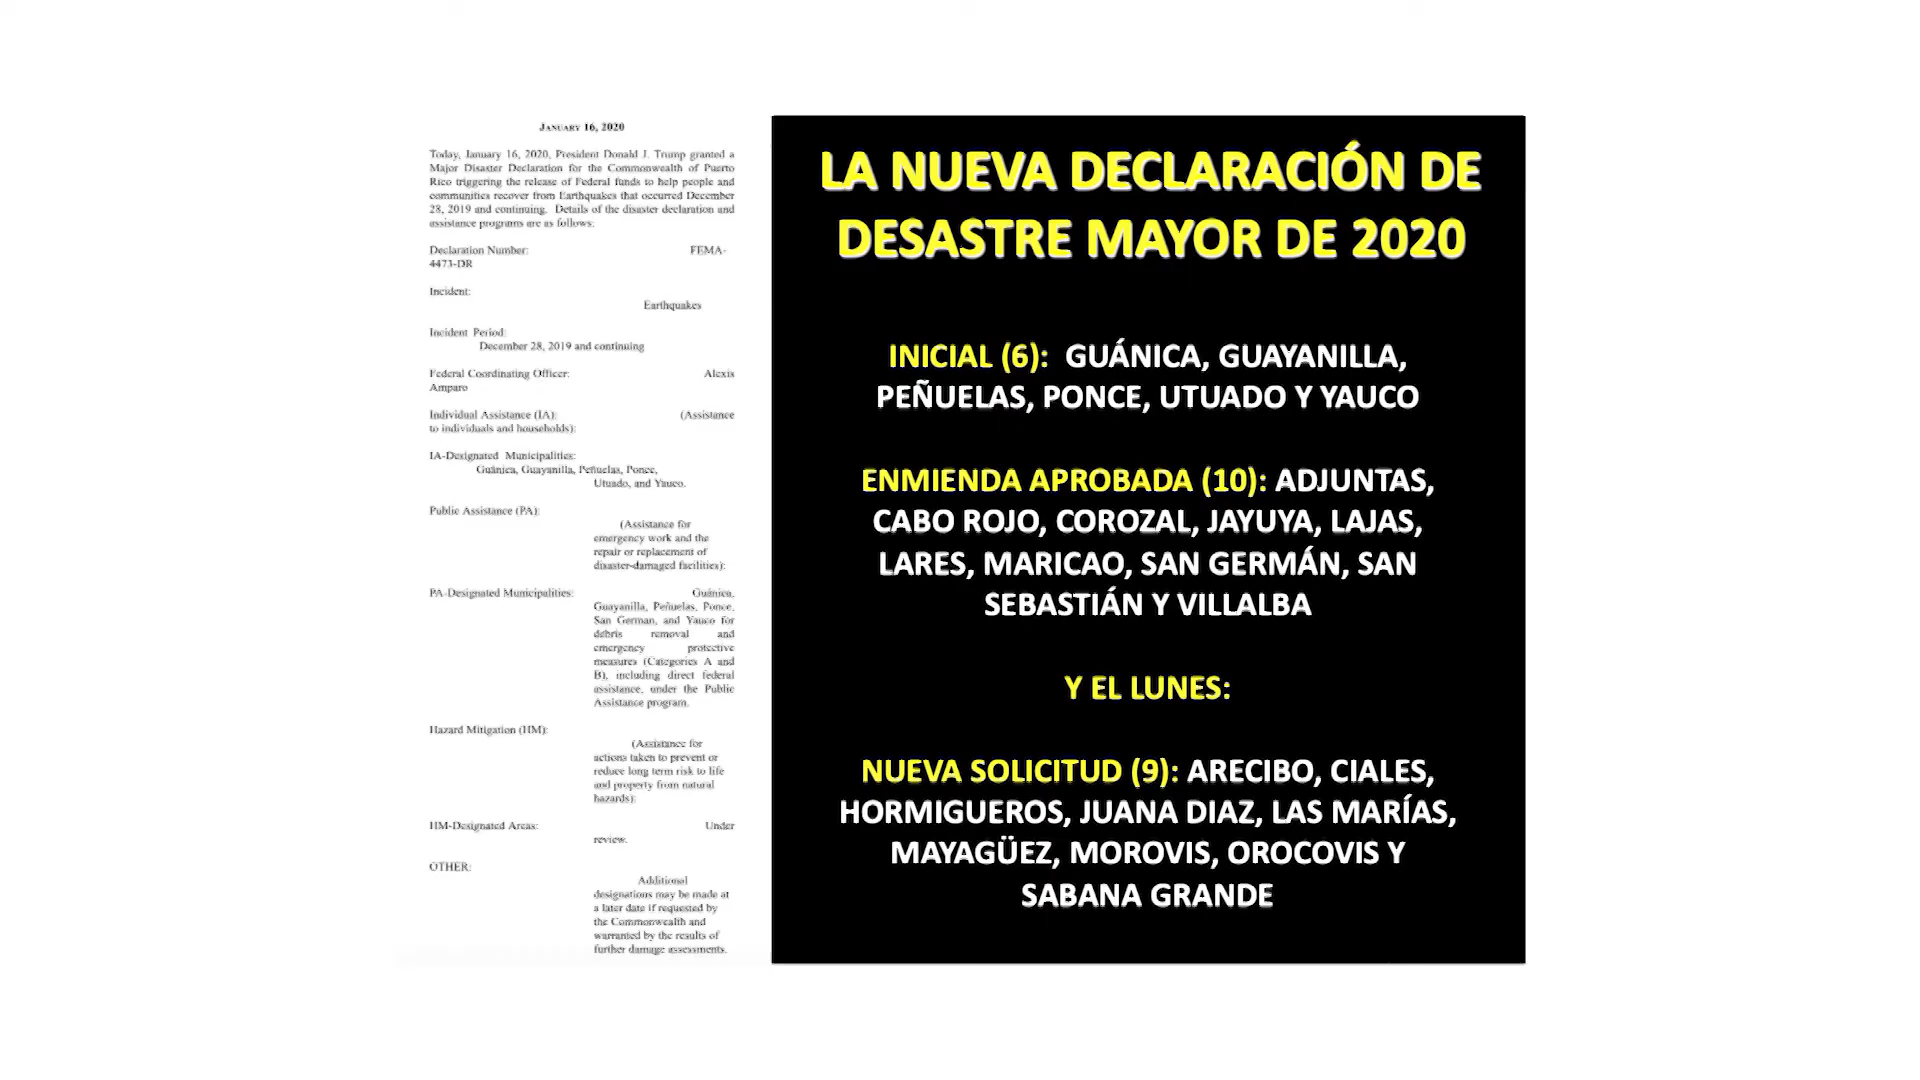 JANUARY 16, 2020
Today, January 16, 2020, President Donald J. Trump granted a
Major Disaster Declaration for the Commonwealth of Puerto
Rico triggering the release of Federal funds to help people and
communities recover from Earthquakes that occurred December
28, 2019 and continuing. Details of the disaster declaration and
assistance programs are as follows:
Declaration Number: FEMA-
4473-DR
Incident:
Earthquakes
Incident Period:
December 28, 2019 and continuing
Federal Coordinating Officer: Alexis
Amparo
Individual Assistance (IA): (Assistance
to individuals and households):
IA-Designated Municipalities:
Guánica, Guayanilla, Peñuelas, Ponce,
Utuado, and Yauco.
Public Assistance (PA):
(Assistance for
emergency work and the
repair or replacement of
disaster-damaged facilities):
PA-Designated Municipalities: Guánica,
Guayanilla, Peñuelas, Ponce,
San German, and Yauco for
debris removal and
emergency protective
measures (Categories A and
B), including direct federal
assistance, under the Public
Assistance program.
Hazard Mitigation (HM):
(Assistance for
actions taken to prevent or
reduce long term risk to life
and property from natural
hazards):
HM-Designated Areas: Under
review.
OTHER:
Additional
designations may be made at
a later date if requested by
the Commonwealth and
warranted by the results of
further damage assessments.
LA NUEVA DECLARACIÓN DE
DESASTRE MAYOR DE 2020
INICIAL (6): GUÁNICA, GUAYANILLA,
PEÑUELAS, PONCE, UTUADO Y YAUCO
ENMIENDA APROBADA (10): ADJUNTAS,
CABO ROJO, COROZAL, JAYUYA, LAJAS,
LARES, MARICAO, SAN GERMÁN, SAN
SEBASTIÁN Y VILLALBA
Y EL LUNES:
NUEVA SOLICITUD (9): ARECIBO, CIALES,
HORMIGUEROS, JUANA DIAZ, LAS MARÍAS,
MAYAGÜEZ, MOROVIS, OROCOVIS Y
SABANA GRANDE